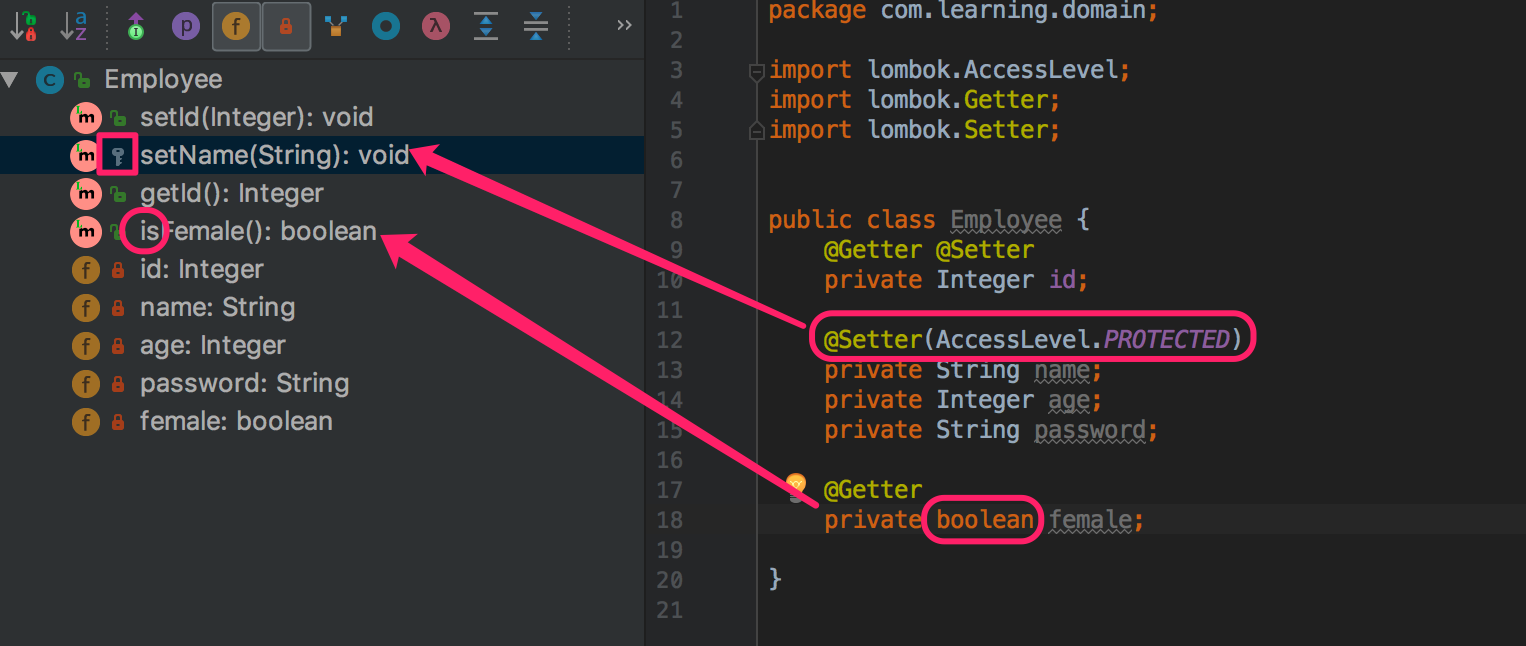 Employee
setId(Integer): void
setName(String): void
getId(): Integer
isFemale(): boolean
id: Integer
name: String
age: Integer
password: String
female: boolean
1 package com.learning.domain;
2
3 import lombok.AccessLevel;
4 import lombok.Getter;
5 import lombok.Setter;
6
7
8 public class Employee {
9 @Getter @Setter
10 private Integer id;
11
12 @Setter(AccessLevel.PROTECTED)
13 private String name;
14 private Integer age;
15 private String password;
16
17 @Getter
18 private boolean female;
19
20 }
21